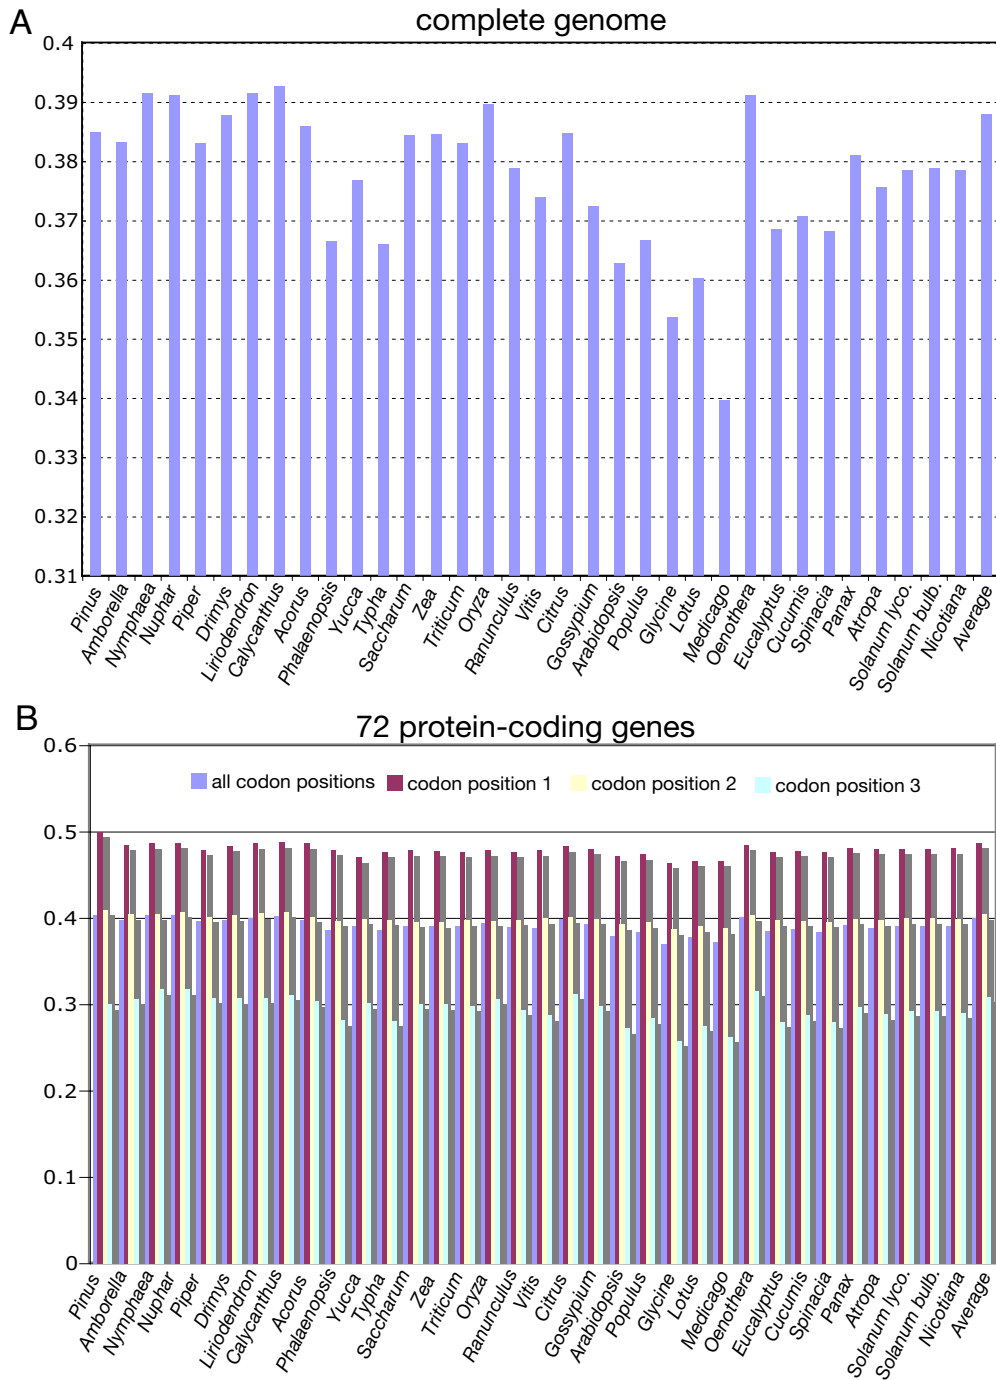 A
complete genome
0.4
0.39
0.38
0.37
0.36
0.35
0.34
0.33
0.32
0.31
Pinus
Amborella
Nymphaea
Nuphar
Piper
Drimys
Liriodendron
Calycanthus
Acorus
Phalaenopsis
Yucca
Typha
Saccharum
Zea
Triticum
Oryza
Ranunculus
Vitis
Citrus
Gossypium
Arabidopsis
Populus
Glycine
Lotus
Medicago
Oenothera
Eucalyptus
Cucumis
Spinacia
Panax
Atropa
Solanum lyco.
Solanum bulb.
Nicotiana
Average
B
72 protein-coding genes
0.6
all codon positions codon position 1 codon position 2 codon position 3
0.5
0.4
0.3
0.2
0.1
0
Pinus
Amborella
Nymphaea
Nuphar
Piper
Drimys
Liriodendron
Calycanthus
Acorus
Phalaenopsis
Yucca
Typha
Saccharum
Zea
Triticum
Oryza
Ranunculus
Vitis
Citrus
Gossypium
Arabidopsis
Populus
Glycine
Lotus
Medicago
Oenothera
Eucalyptus
Cucumis
Spinacia
Panax
Atropa
Solanum lyco.
Solanum bulb.
Nicotiana
Average